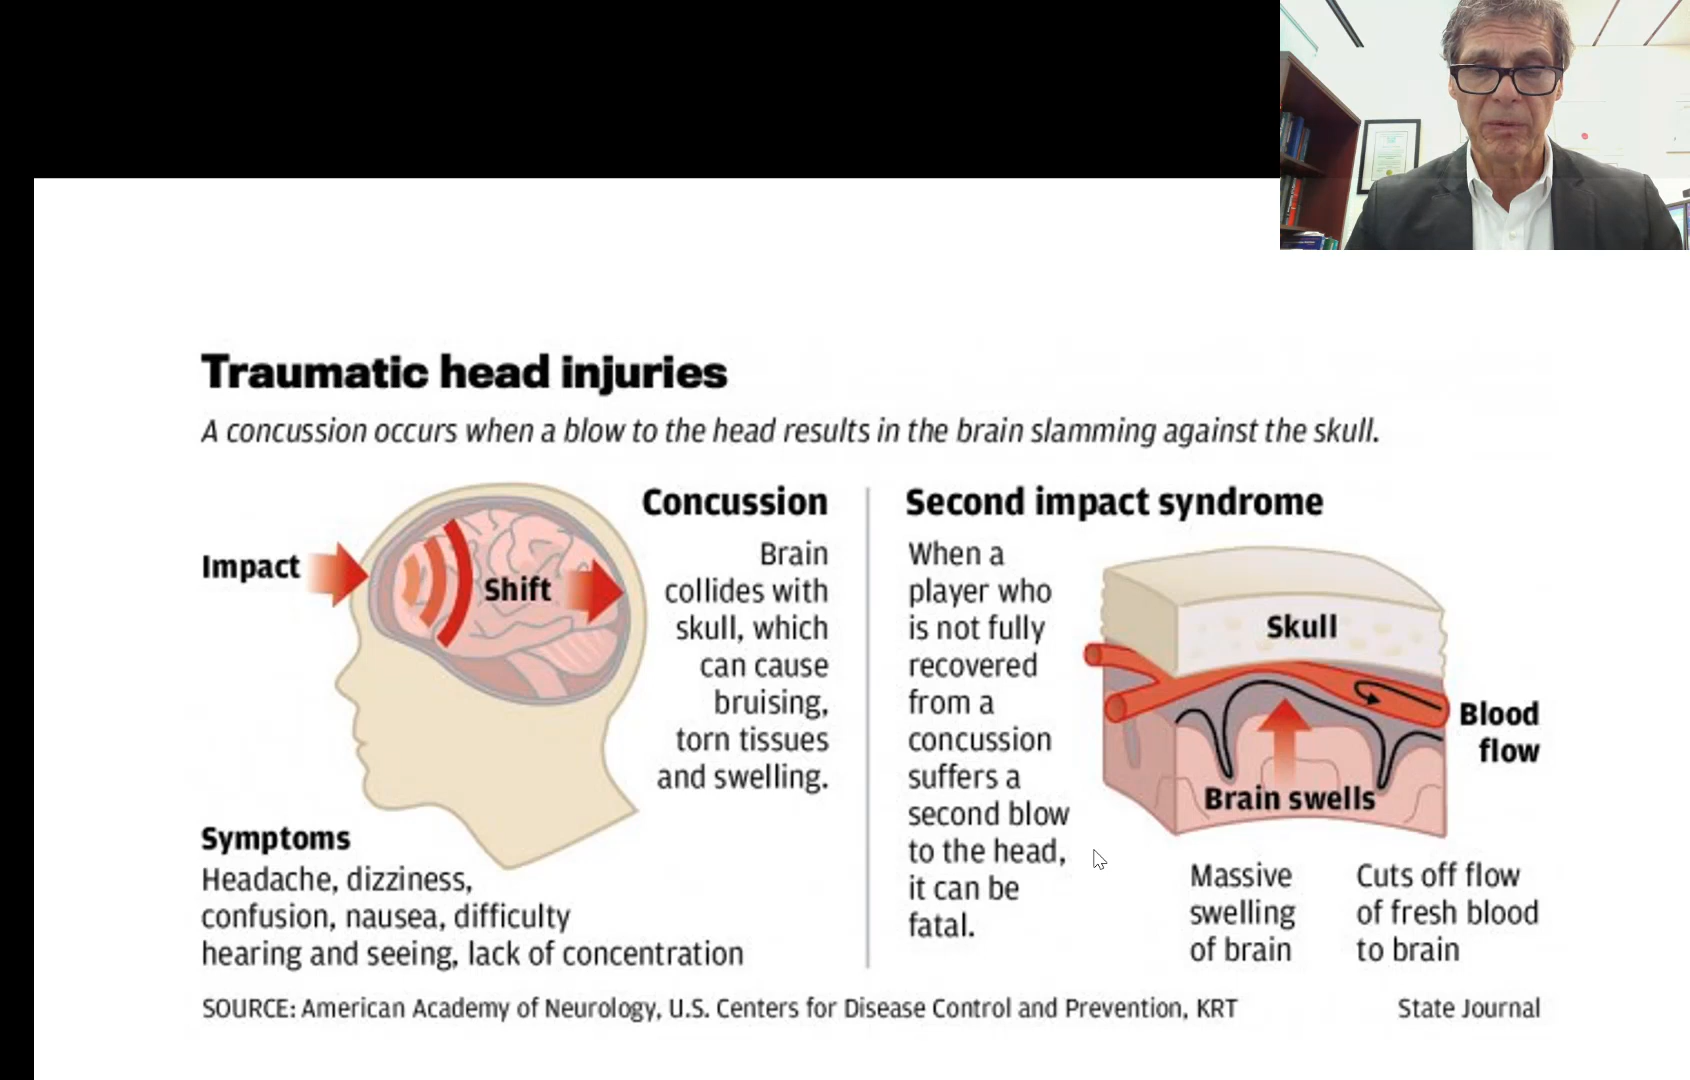 Traumatic head injuries
A concussion occurs when a blow to the head results in the brain slamming against the skull.
Concussion
Impact
Shift
Brain
collides with
skull, which
can cause
bruising,
torn tissues
and swelling.
Symptoms
Headache, dizziness,
confusion, nausea, difficulty
hearing and seeing, lack of concentration
Second impact syndrome
When a
player who
is not fully
recovered
from a
concussion
suffers a
second blow
to the head,
it can be
fatal.
Skull
Blood
flow
Brain swells
Massive
swelling
of brain
Cuts off flow
of fresh blood
to brain
SOURCE: American Academy of Neurology, U.S. Centers for Disease Control and Prevention, KRT
State Journal